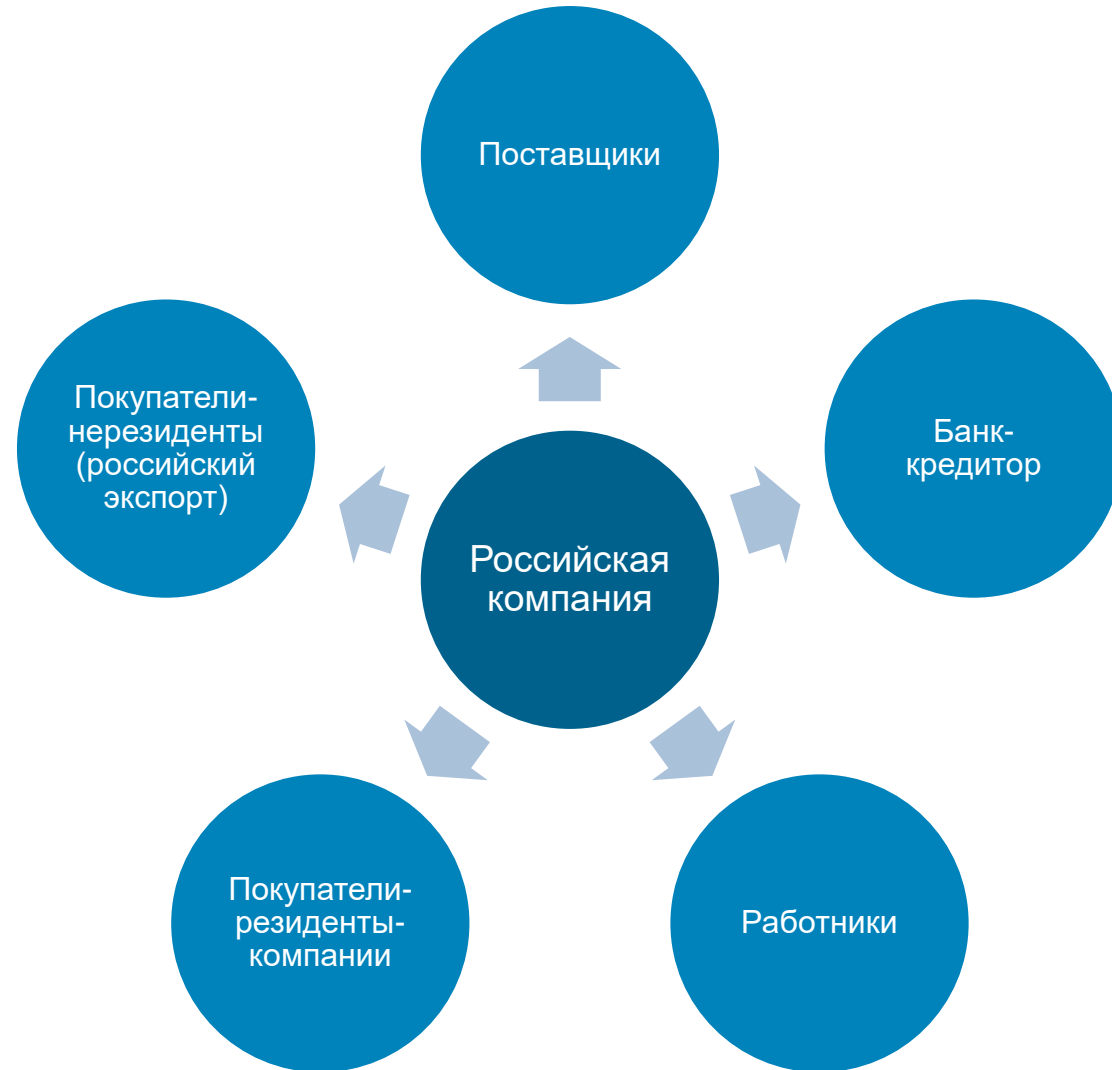 Поставщики
Покупатели-
нерезиденты
(российский
экспорт)
Банк-
кредитор
Российская
компания
Покупатели-
резиденты-
компании
Работники